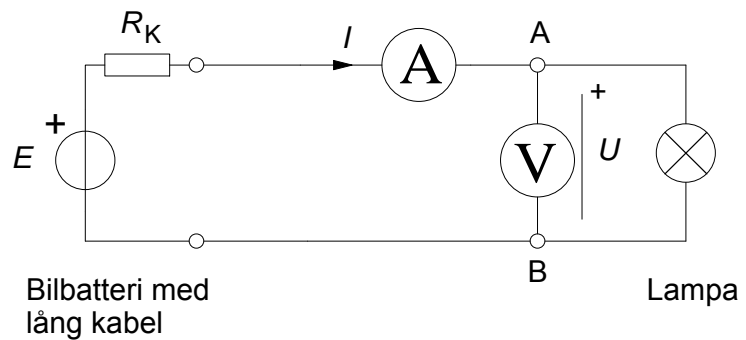 R_K
I
A
A
+
E
V
+
U
B
Bilbatteri med
lång kabel
Lampa